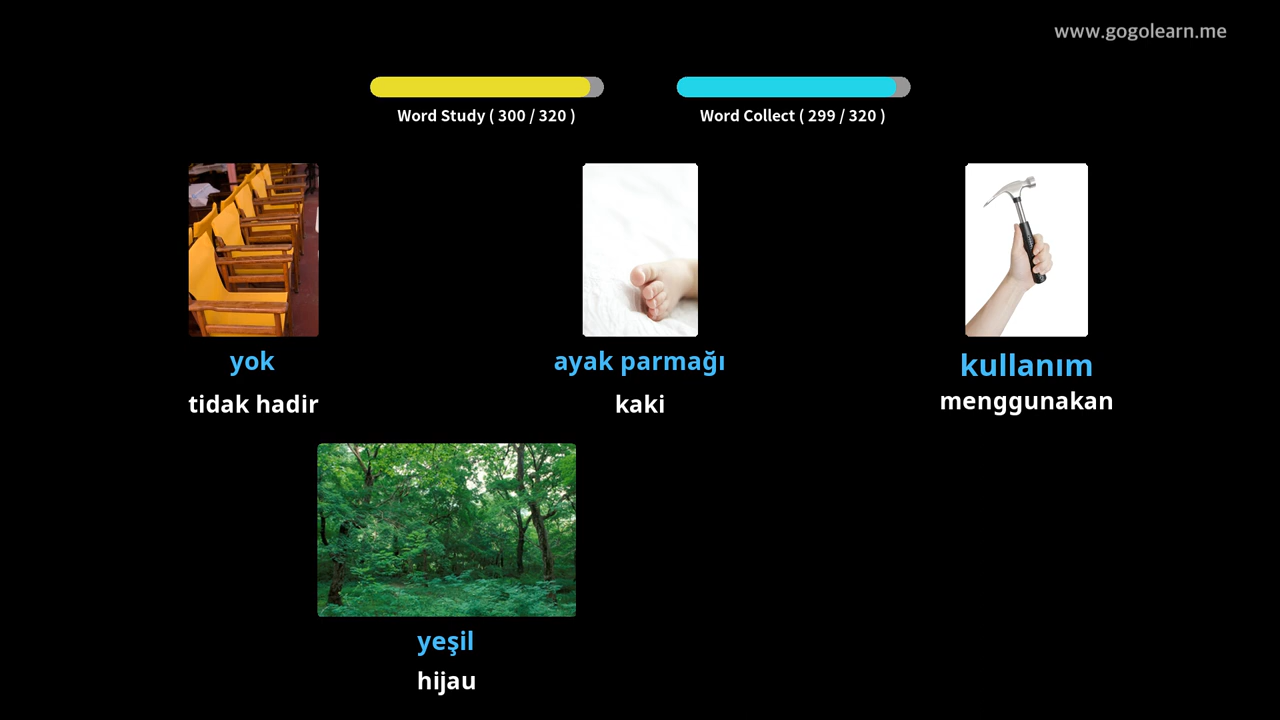 www.gogolearn.me
Word Study ( 300 / 320 )
Word Collect ( 299 / 320 )
yok
tidak hadir
ayak parmağı
kaki
kullanım
menggunakan
yeşil
hijau